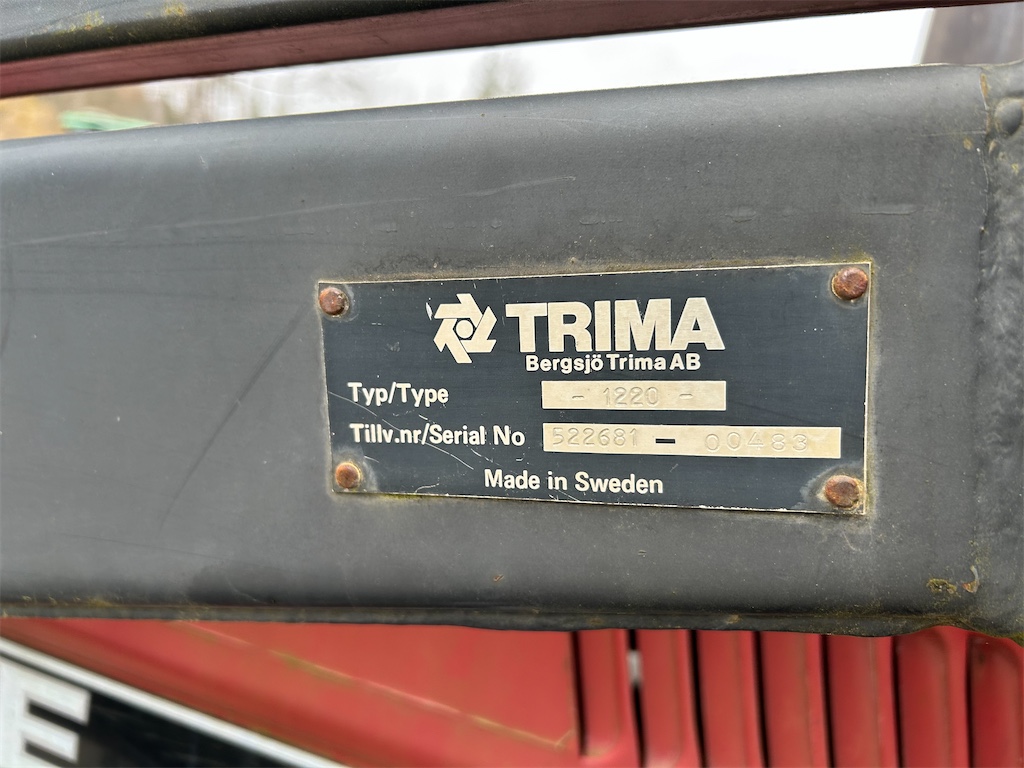 TRIMA
Bergsjö Trima AB
Typ/Type - 1220 -
Tillv.nr/Serial No 522681 - 00483
Made in Sweden
E